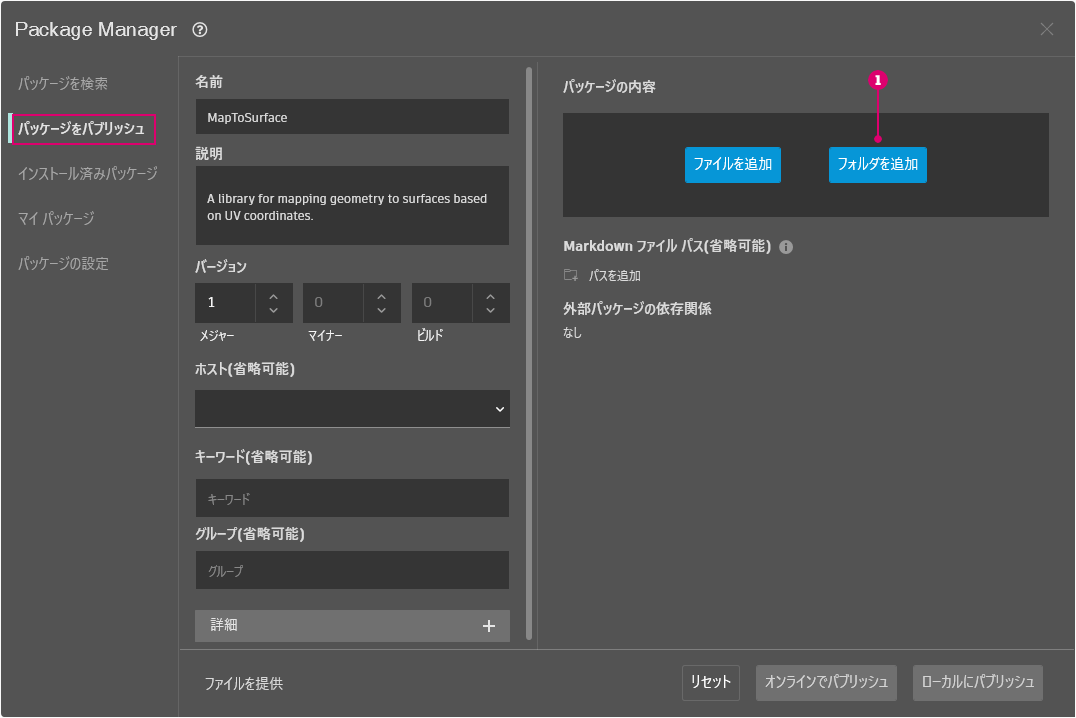 Package Manager
パッケージを検索
パッケージをパブリッシュ
インストール済みパッケージ
マイ パッケージ
パッケージの設定
名前
MapToSurface
説明
A library for mapping geometry to surfaces based
on UV coordinates.
バージョン
1 0 0
メジャー マイナー ビルド
ホスト(省略可能)
キーワード(省略可能)
キーワード
グループ(省略可能)
グループ
詳細
パッケージの内容
1
ファイルを追加 フォルダを追加
Markdown ファイル パス(省略可能)
パスを追加
外部パッケージの依存関係
なし
ファイルを提供
リセット オンラインでパブリッシュ ローカルにパブリッシュ